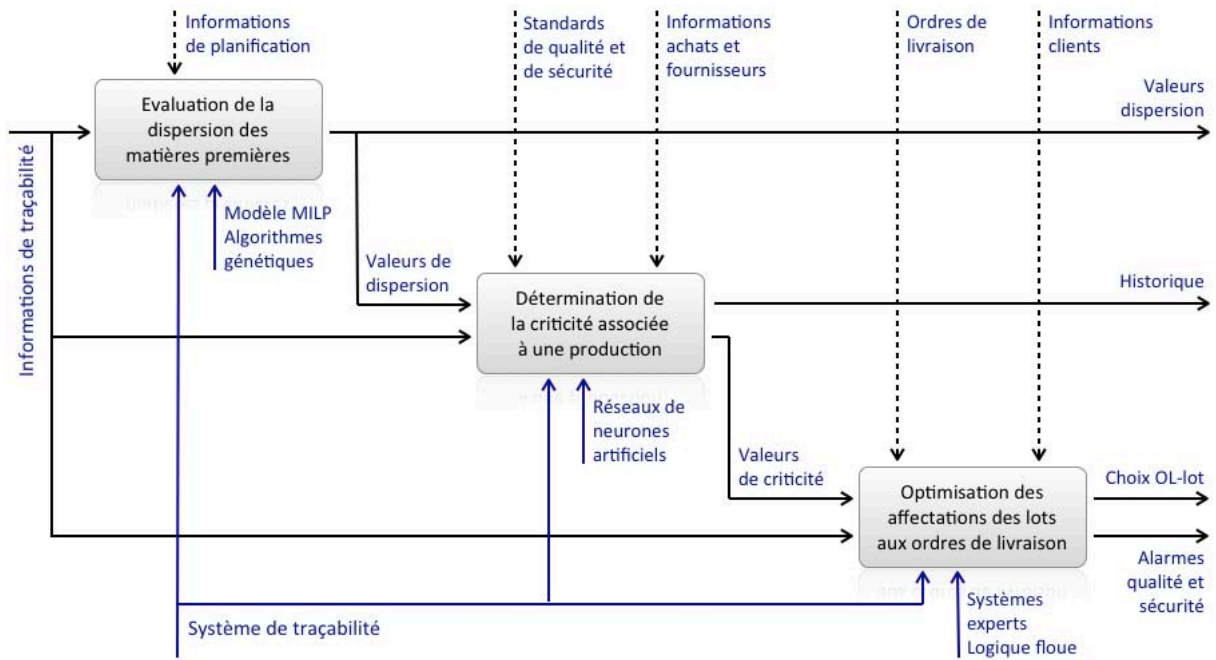 Informations
de planification
Standards
de qualité et
de sécurité
Informations
achats et
fournisseurs
Ordres de
livraison
Informations
clients
Evaluation de la
dispersion des
matières premières
Valeurs
dispersion
Informations de traçabilité
Modèle MILP
Algorithmes
génétiques
Valeurs de
dispersion
Détermination de
la criticité associée
à une production
Historique
Réseaux de
neurones
artificiels
Valeurs
de criticité
Optimisation des
affectations des lots
aux ordres de livraison
Choix OL-lot
Alarmes
qualité et
sécurité
Système de traçabilité
Systèmes
experts
Logique floue